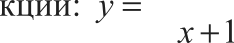 кции: y =
x + 1